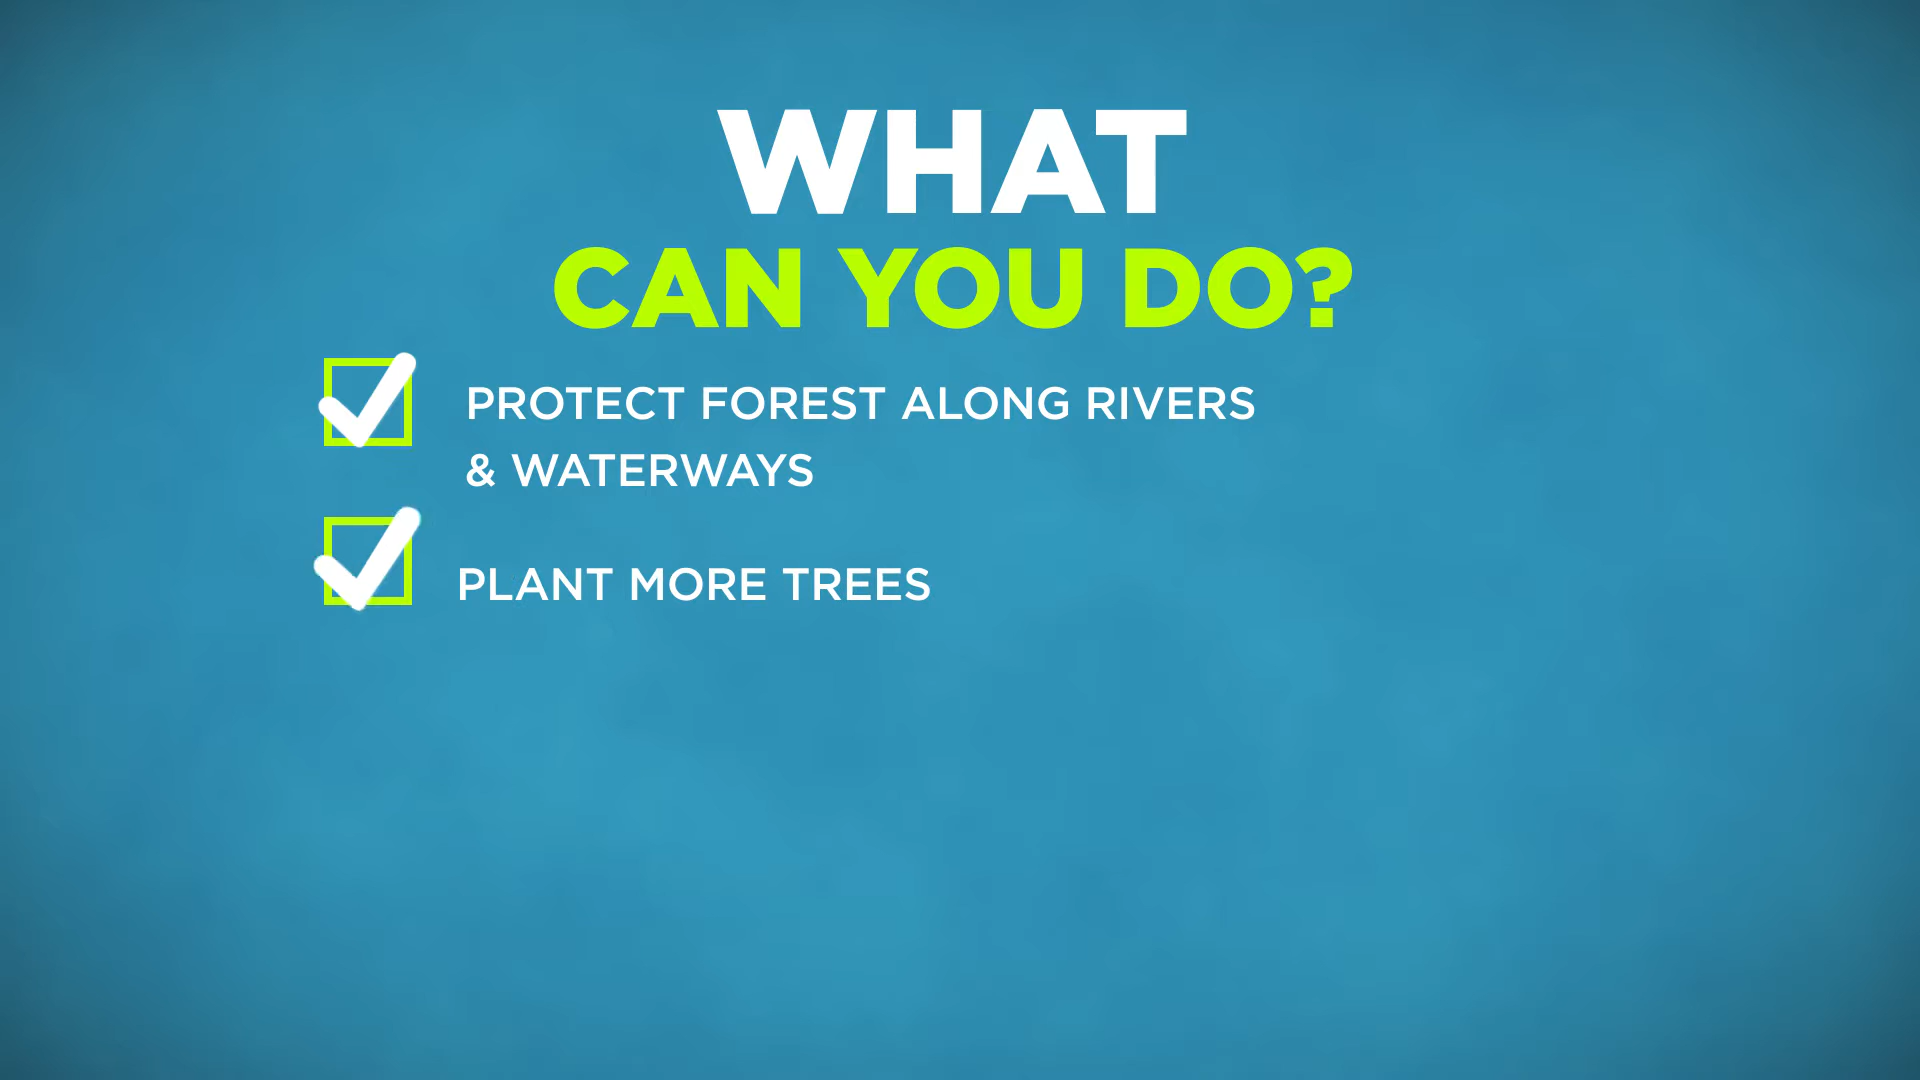 WHAT
CAN YOU DO?
PROTECT FOREST ALONG RIVERS
& WATERWAYS
PLANT MORE TREES